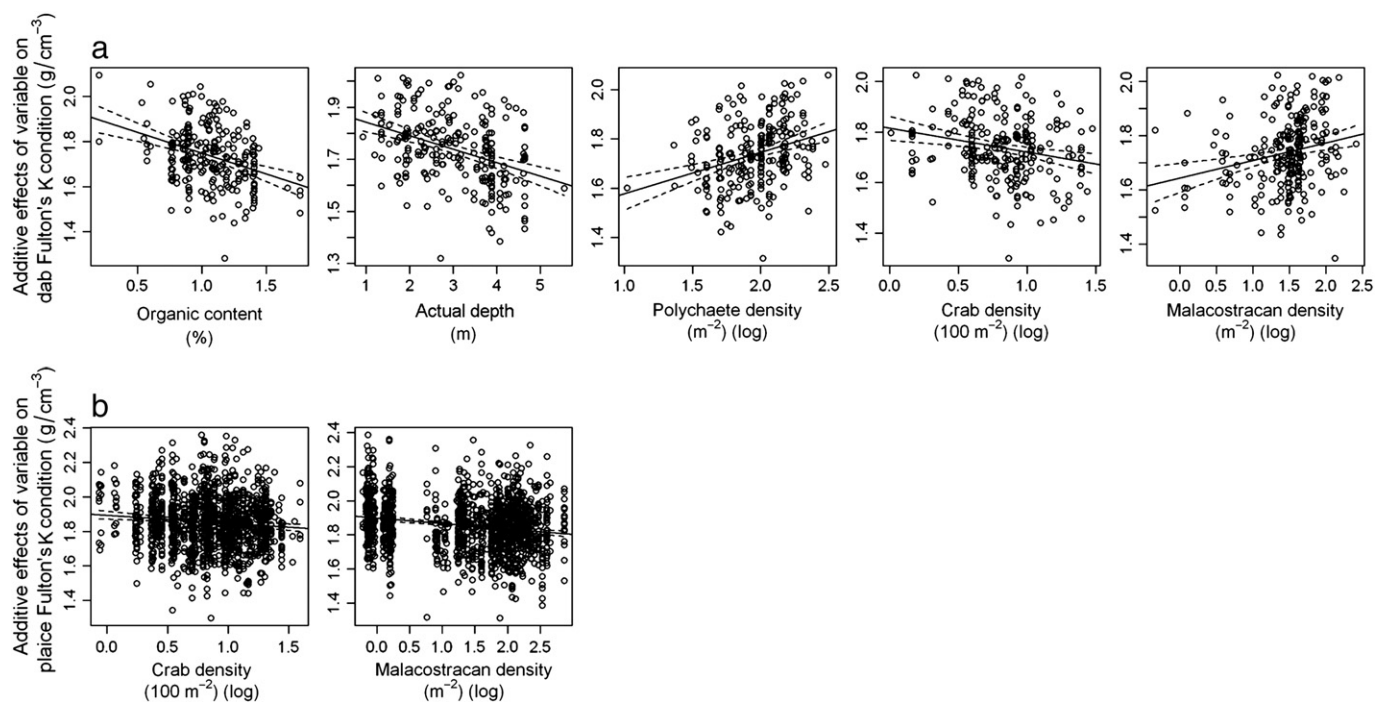 a
Additive effects of variable on
dab Fulton's K condition (g/cm⁻³)
2.0
1.8
1.6
1.4
0.5 1.0 1.5
Organic content
(%)
1.9
1.7
1.5
1.3
1 2 3 4 5
Actual depth
(m)
2.0
1.8
1.6
1.4
1.0 1.5 2.0 2.5
Polychaete density
(m⁻²) (log)
2.0
1.8
1.6
1.4
0.0 0.5 1.0 1.5
Crab density
(100 m⁻²) (log)
2.0
1.8
1.6
1.4
0.0 0.5 1.0 1.5 2.0 2.5
Malacostracan density
(m⁻²) (log)
b
Additive effects of variable on
plaice Fulton's K condition (g/cm⁻³)
2.4
2.2
2.0
1.8
1.6
1.4
0.0 0.5 1.0 1.5
Crab density
(100 m⁻²) (log)
2.4
2.2
2.0
1.8
1.6
1.4
0.0 0.5 1.0 1.5 2.0 2.5
Malacostracan density
(m⁻²) (log)